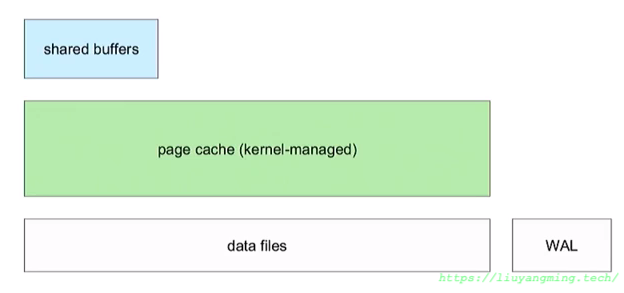 shared buffers
page cache (kernel-managed)
data files
WAL
https://liuyangming.tech/